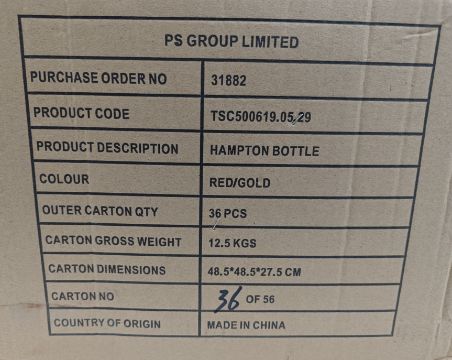 PS GROUP LIMITED
PURCHASE ORDER NO 31882
PRODUCT CODE TSC500619.05.29
PRODUCT DESCRIPTION HAMPTON BOTTLE
COLOUR RED/GOLD
OUTER CARTON QTY 36 PCS
CARTON GROSS WEIGHT 12.5 KGS
CARTON DIMENSIONS 48.5*48.5*27.5 CM
CARTON NO 36 OF 56
COUNTRY OF ORIGIN MADE IN CHINA